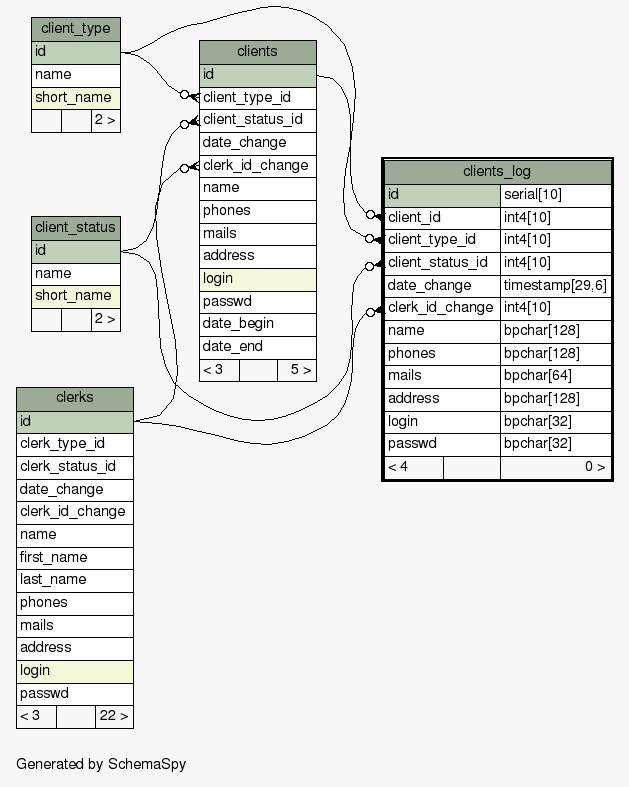 client_type
id
name
short_name
2 >
clients
id
client_type_id
client_status_id
date_change
clerk_id_change
name
phones
mails
address
login
passwd
date_begin
date_end
< 3 5 >
clients_log
id serial[10]
client_id int4[10]
client_type_id int4[10]
client_status_id int4[10]
date_change timestamp[29,6]
clerk_id_change int4[10]
name bpchar[128]
phones bpchar[128]
mails bpchar[64]
address bpchar[128]
login bpchar[32]
passwd bpchar[32]
< 4 0 >
client_status
id
name
short_name
2 >
clerks
id
clerk_type_id
clerk_status_id
date_change
clerk_id_change
name
first_name
last_name
phones
mails
address
login
passwd
< 3 22 >
Generated by SchemaSpy